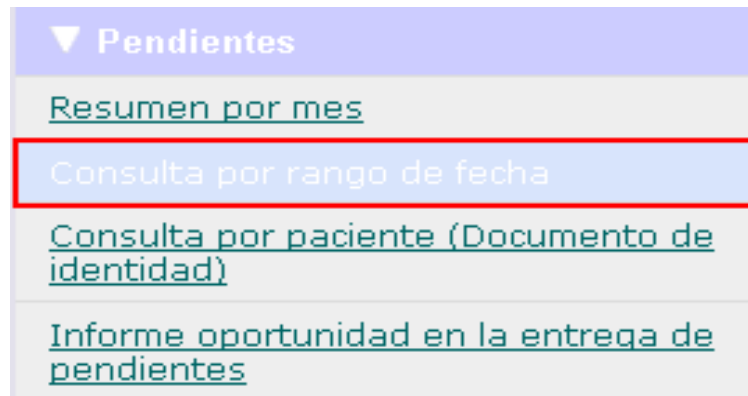 ▼ Pendientes
Resumen por mes
Consulta por rango de fecha
Consulta por paciente (Documento de
identidad)
Informe oportunidad en la entrega de
pendientes